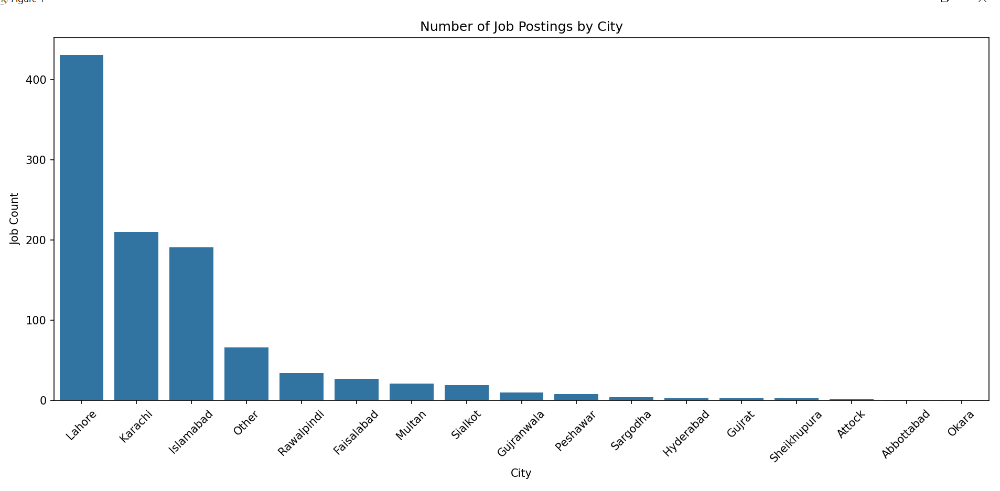 Number of Job Postings by City
Job Count
400
300
200
100
0
Lahore
Karachi
Islamabad
Other
Rawalpindi
Faisalabad
Multan
Sialkot
Gujranwala
Peshawar
Sargodha
Hyderabad
Gujrat
Sheikhupura
Attock
Abbottabad
Okara
City